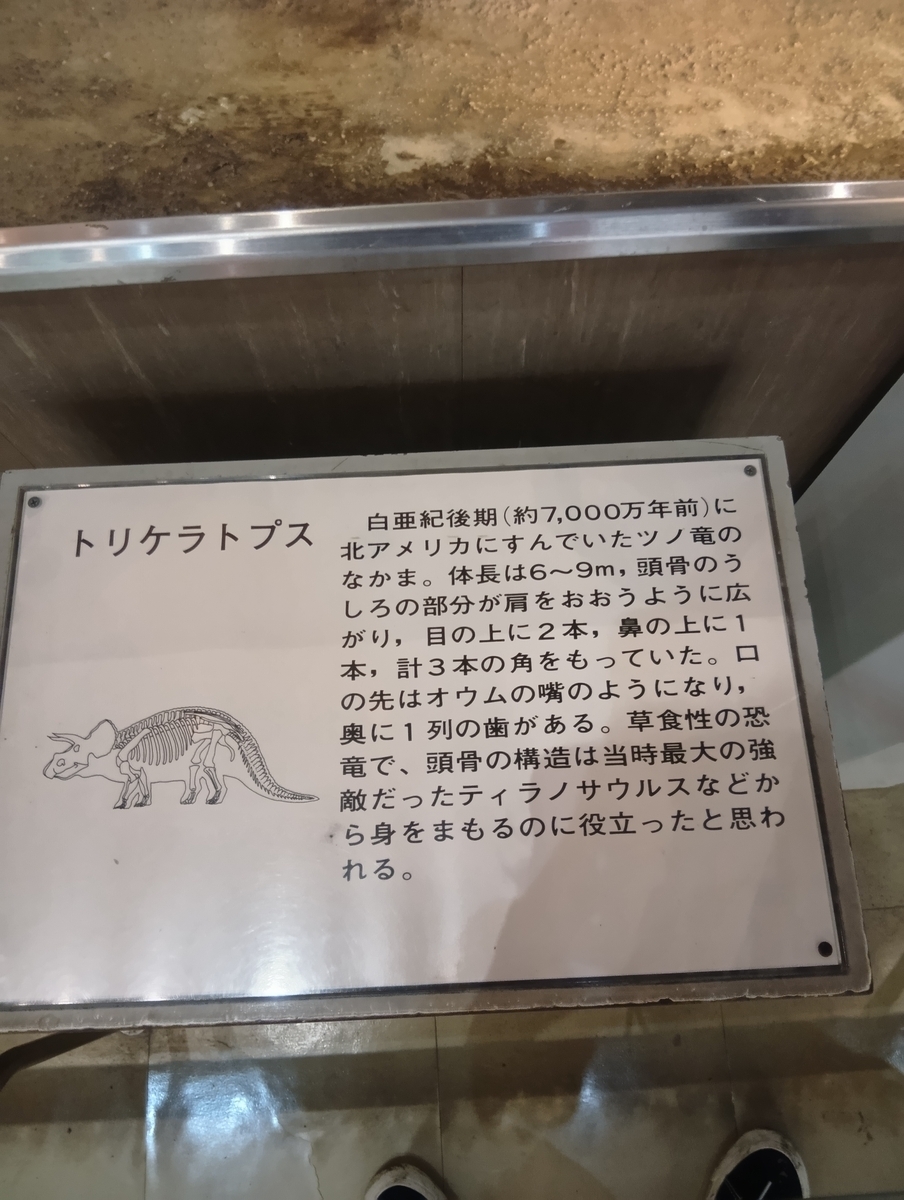 トリケラトプス
白亜紀後期(約7,000万年前)に
北アメリカにすんでいたツノ竜の
なかま。体長は6〜9m,頭骨のう
しろの部分が肩をおおうように広
がり,目の上に2本,鼻の上に1
本,計3本の角をもっていた。口
の先はオウムの嘴のようになり,
奥に1列の歯がある。草食性の恐
竜で、頭骨の構造は当時最大の強
敵だったティラノサウルスなどか
ら身をまもるのに役立ったと思わ
れる。